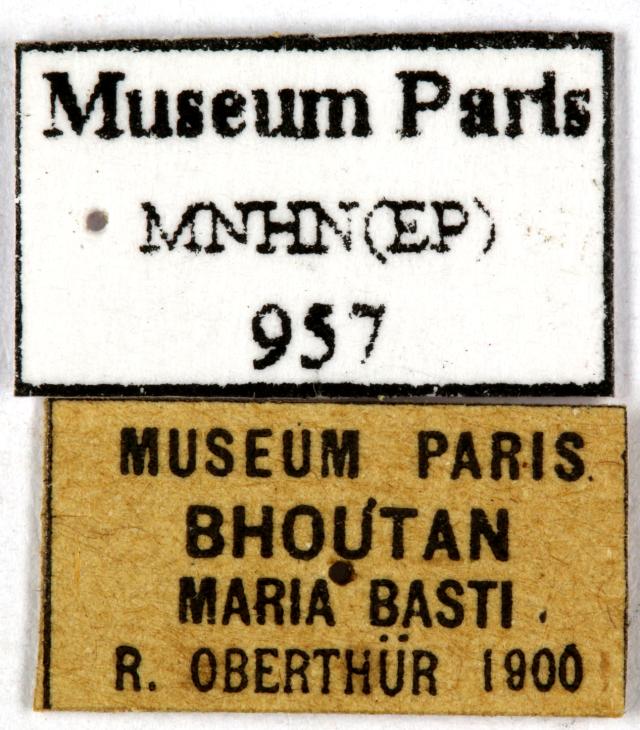 Museum Paris
MNHN(EP)
957
MUSEUM PARIS
BHOUTAN
MARIA BASTI
R. OBERTHÜR 1900